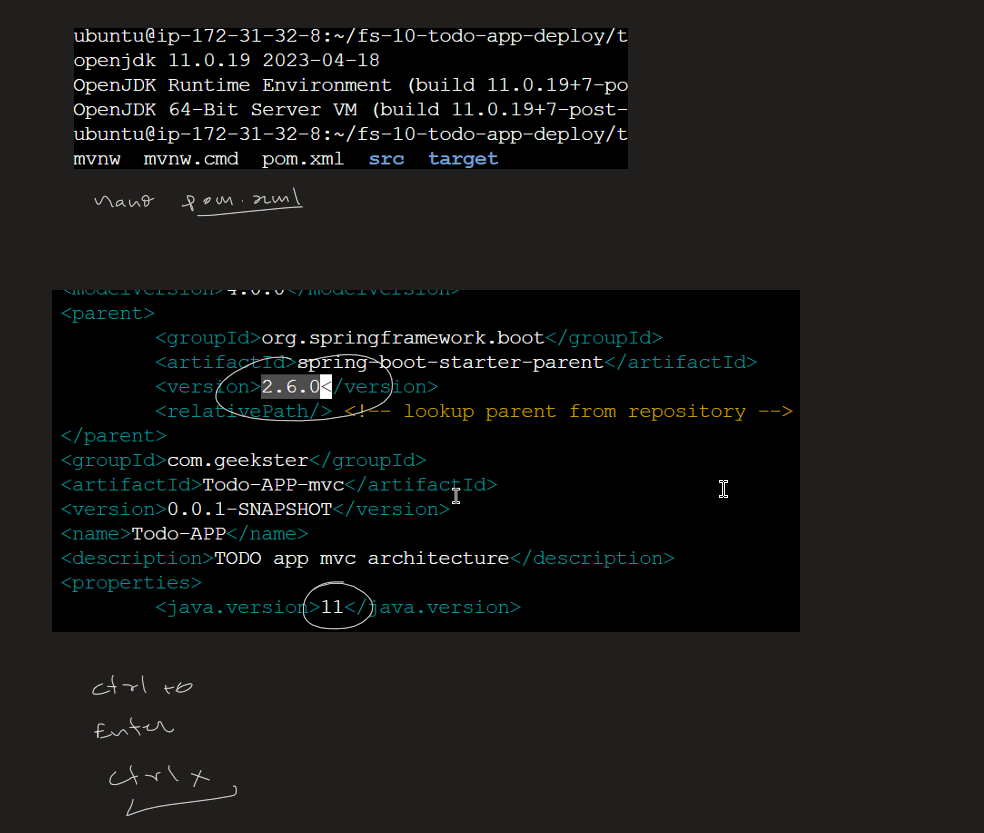 ubuntu@ip-172-31-32-8:~/fs-10-todo-app-deploy/t
openjdk 11.0.19 2023-04-18
OpenJDK Runtime Environment (build 11.0.19+7-po
OpenJDK 64-Bit Server VM (build 11.0.19+7-post-
ubuntu@ip-172-31-32-8:~/fs-10-todo-app-deploy/t
mvnw mvnw.cmd pom.xml src target
nano pom.xml
<modelVersion>4.0.0</modelVersion>
<parent>
<groupId>org.springframework.boot</groupId>
<artifactId>spring-boot-starter-parent</artifactId>
<version>2.6.0</version>
<relativePath/> <!-- lookup parent from repository -->
</parent>
<groupId>com.geekster</groupId>
<artifactId>Todo-APP-mvc</artifactId>
<version>0.0.1-SNAPSHOT</version>
<name>Todo-APP</name>
<description>TODO app mvc architecture</description>
<properties>
<java.version>11</java.version>
ctrl +o
Enter
ctrl x